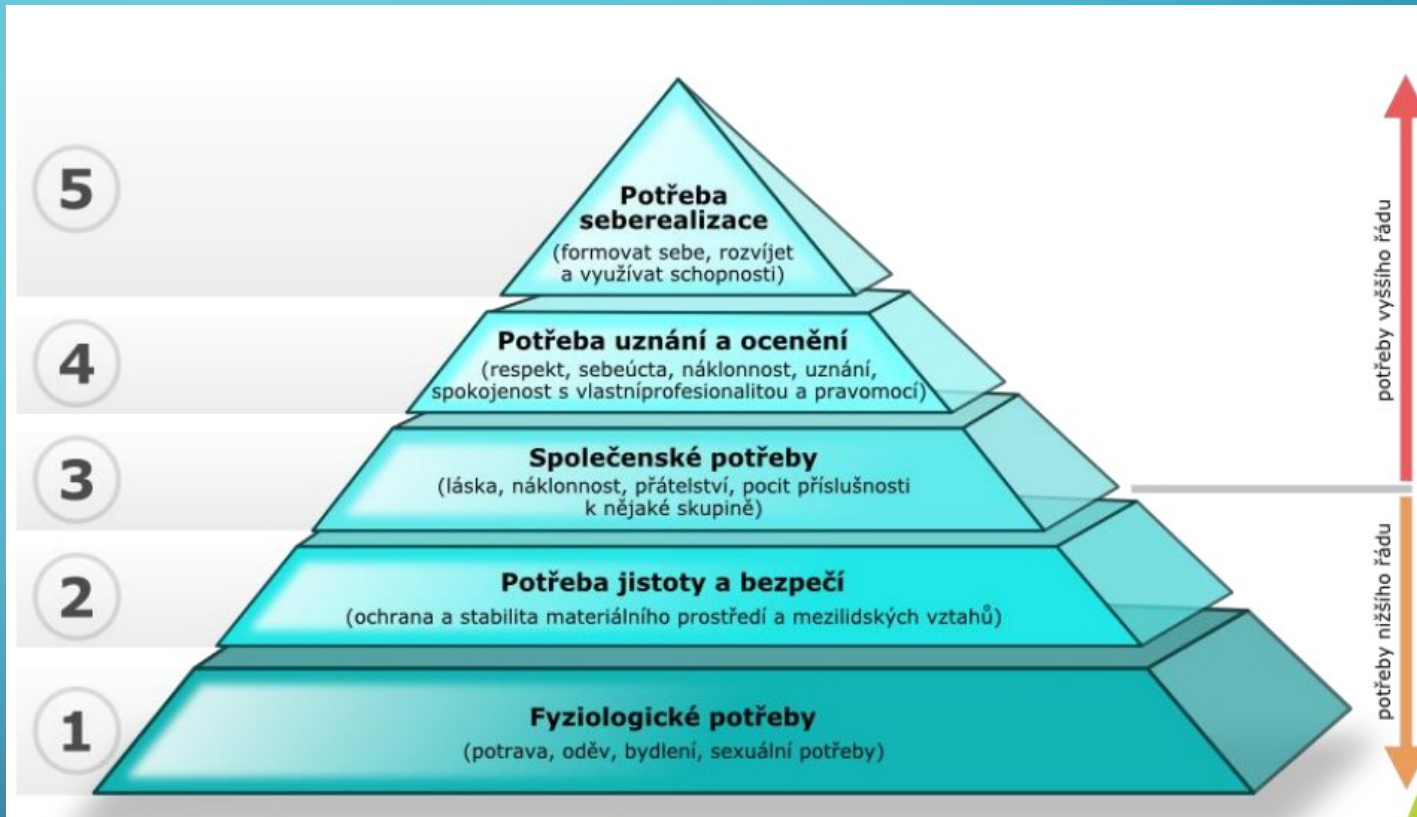 5
Potřeba
seberealizace
(formovat sebe, rozvíjet
a využívat schopnosti)
4
Potřeba uznání a ocenění
(respekt, sebeúcta, náklonnost, uznání,
spokojenost s vlastníprofesionalitou a pravomocí)
3
Společenské potřeby
(láska, náklonnost, přátelství, pocit příslušnosti
k nějaké skupině)
2
Potřeba jistoty a bezpečí
(ochrana a stabilita materiálního prostředí a mezilidských vztahů)
1
Fyziologické potřeby
(potrava, oděv, bydlení, sexuální potřeby)
potřeby vyššího řádu
potřeby nižšího řádu